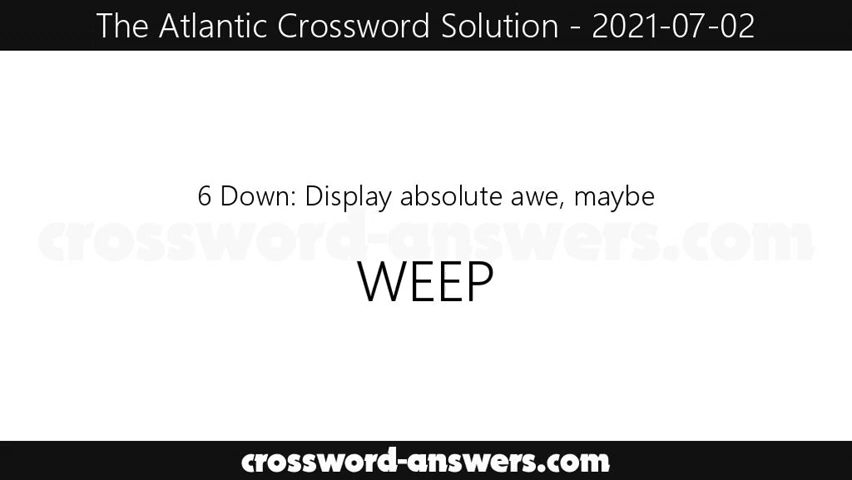 The Atlantic Crossword Solution - 2021-07-02
6 Down: Display absolute awe, maybe
crossword-answers.com
WEEP
crossword-answers.com